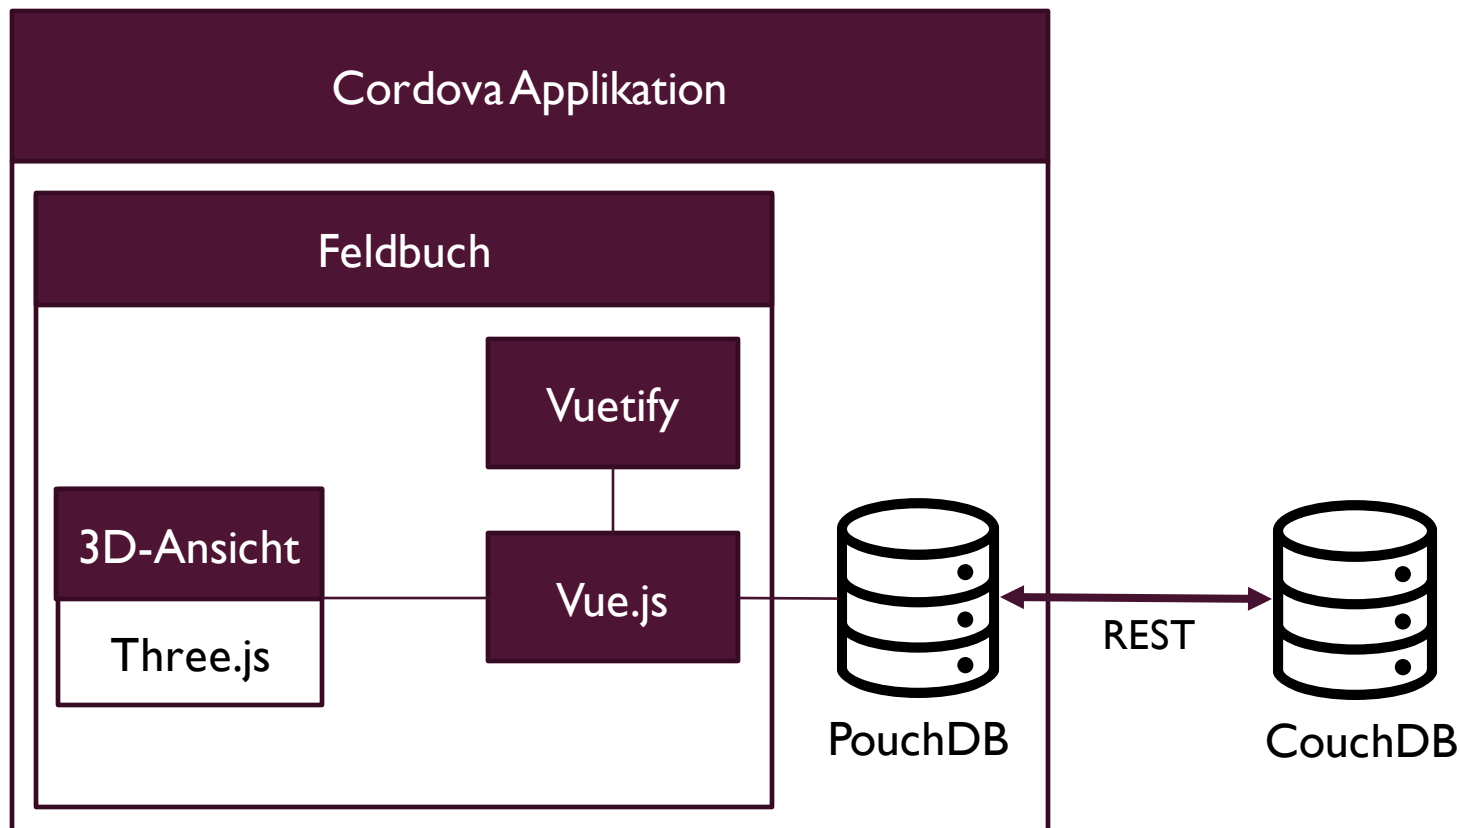 Cordova Applikation
Feldbuch
Vuetify
3D-Ansicht
Three.js
Vue.js
REST
PouchDB
CouchDB